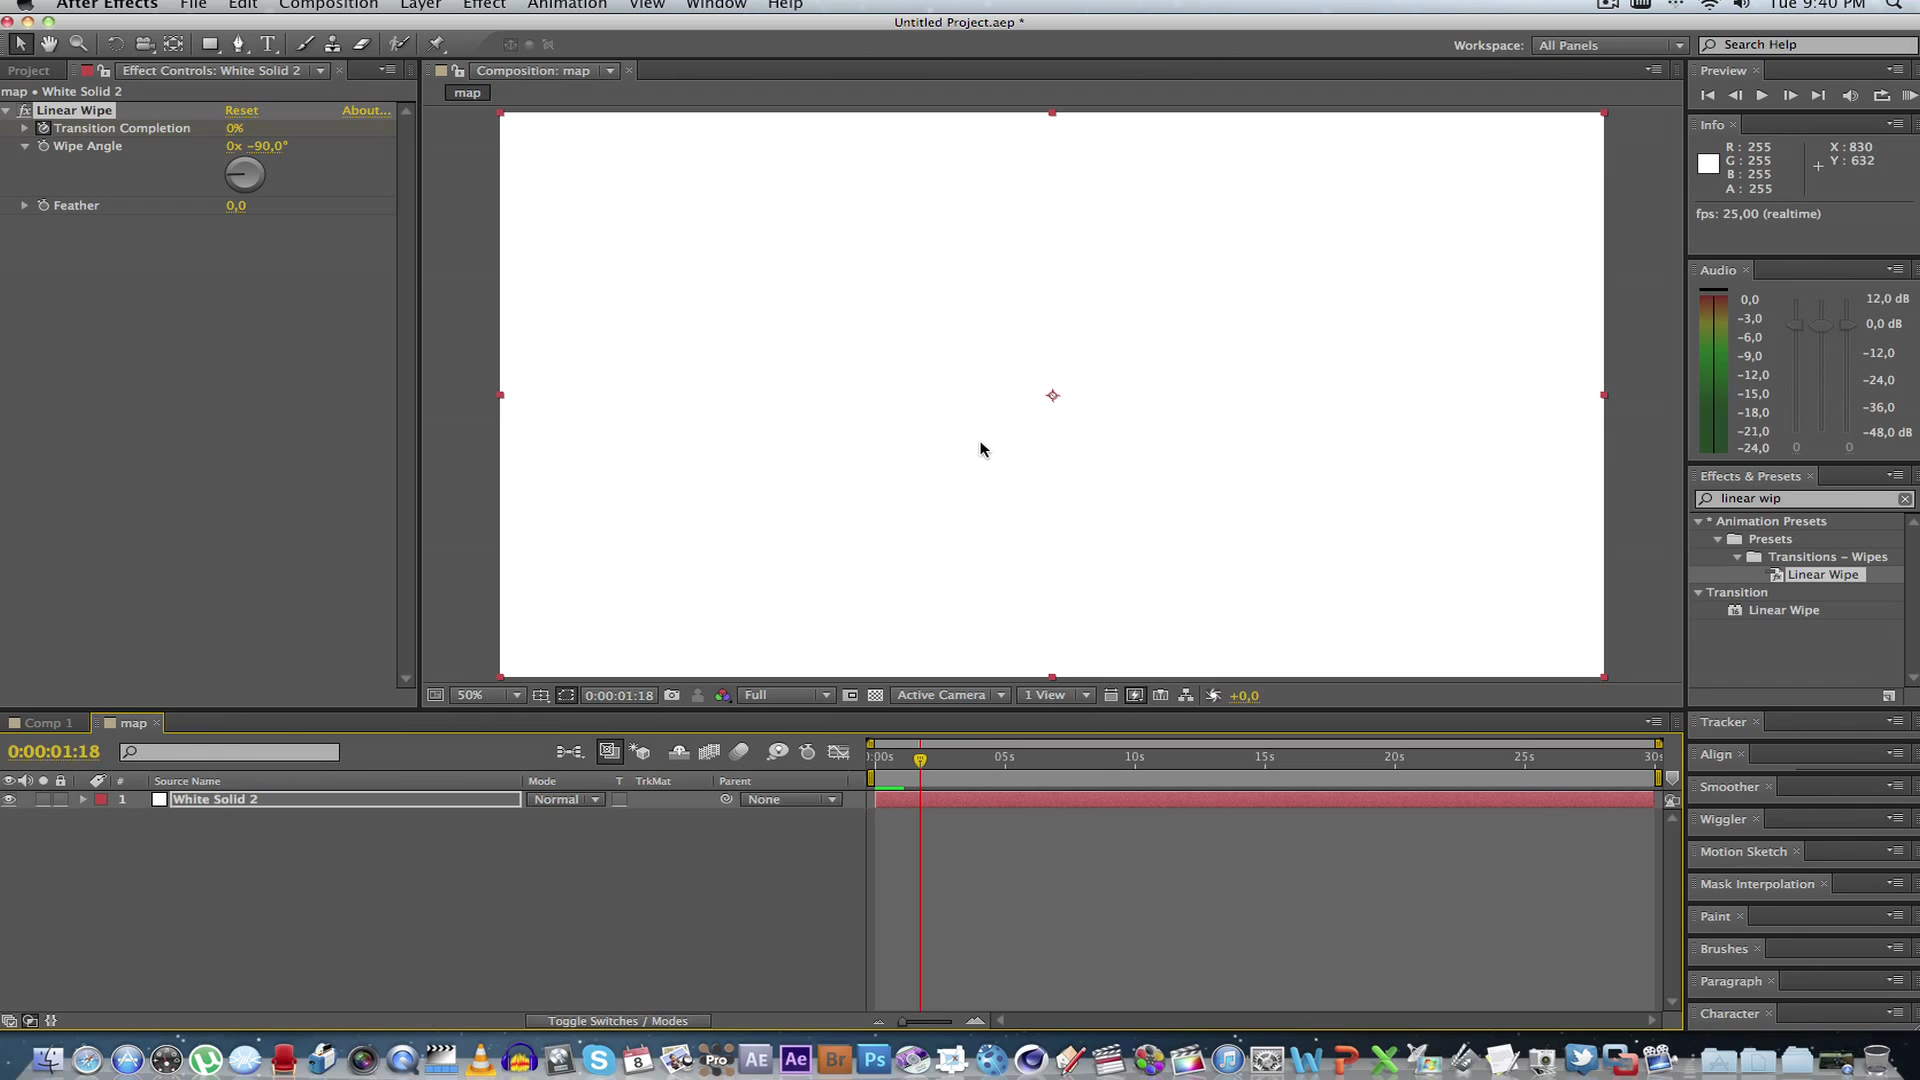 After Effects File Edit Composition Layer Effect Animation View Window Help Tue 9:40 PM
Untitled Project.aep *
Workspace: All Panels Search Help
Project Effect Controls: White Solid 2 Composition: map Preview
map • White Solid 2
map
Linear Wipe Reset About...
Transition Completion 0%
Wipe Angle 0x -90,0°
Feather 0,0
Info
R : 255 X : 830
G : 255 Y : 632
B : 255
A : 255
fps: 25,00 (realtime)
Audio
0,0 12,0 dB
-3,0 0,0 dB
-6,0
-9,0 -12,0
-12,0 -24,0
-15,0
-18,0 -36,0
-21,0 -48,0 dB
-24,0 0 0
Effects & Presets
linear wip
* Animation Presets
Presets
Transitions - Wipes
Linear Wipe
Transition
Linear Wipe
50% 0:00:01:18 Full Active Camera 1 View +0,0
Comp 1 map
0:00:01:18
:00s 05s 10s 15s 20s 25s 30s
# Source Name Mode T TrkMat Parent
1 White Solid 2 Normal None
Toggle Switches / Modes
Tracker
Align
Smoother
Wiggler
Motion Sketch
Mask Interpolation
Paint
Brushes
Paragraph
Character
8 Pro AE Ae Br Ps